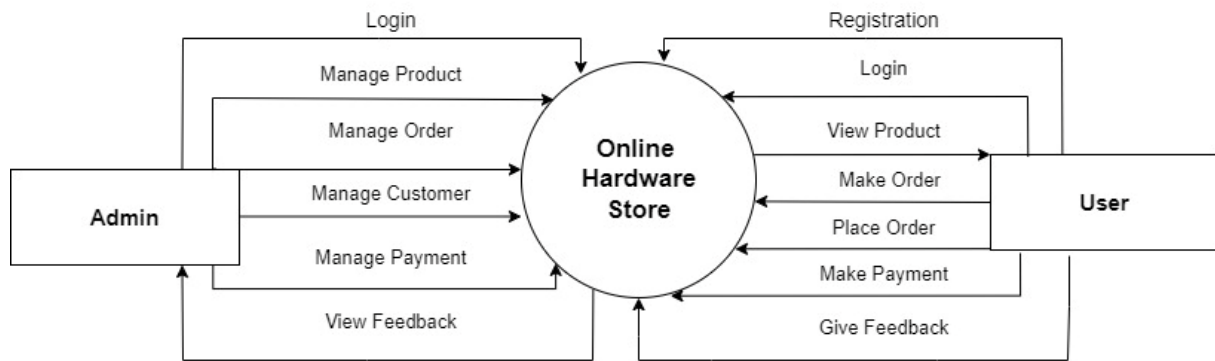 Login
Registration
Manage Product
Login
Manage Order
View Product
Online
Hardware
Store
Manage Customer
Make Order
Admin
User
Place Order
Manage Payment
Make Payment
View Feedback
Give Feedback